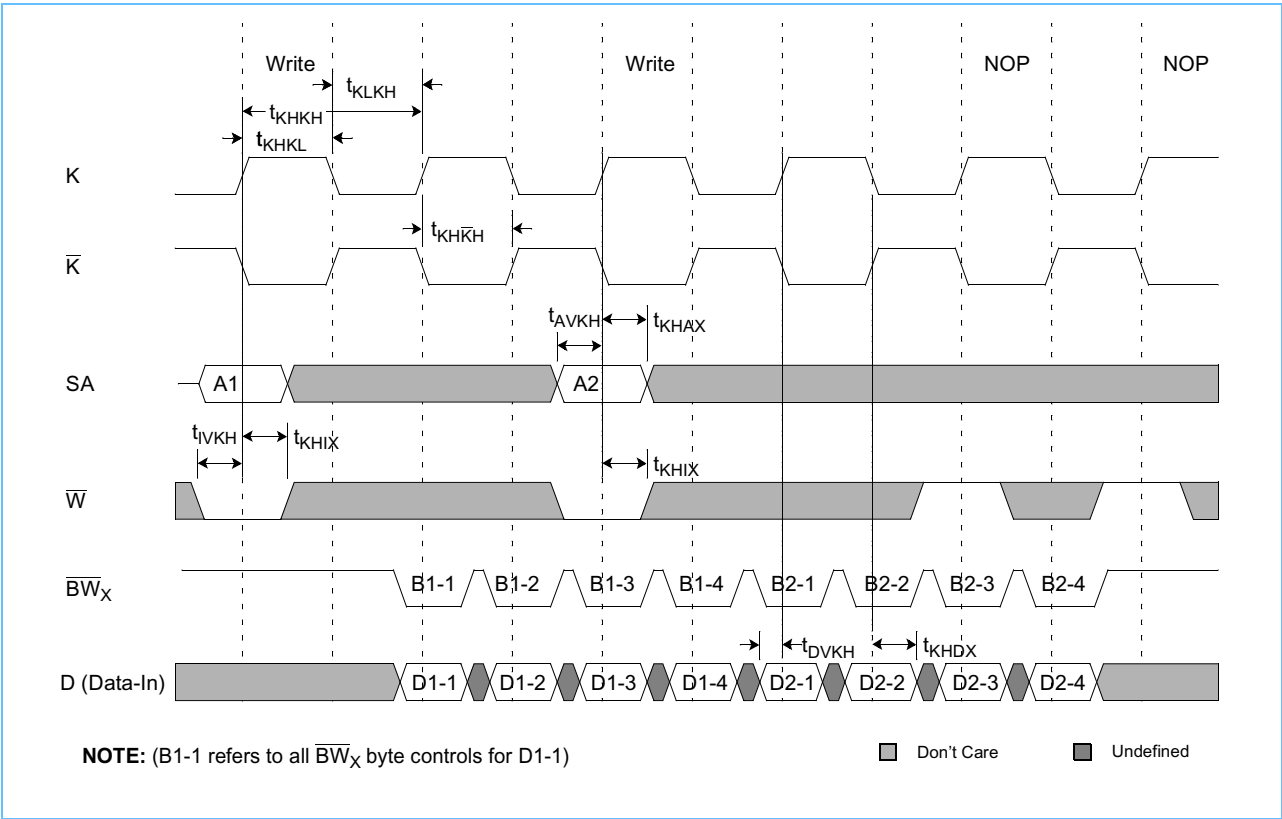 Write Write NOP NOP
tKLKH
tKHKH
tKHKL
K
tKHK̅H
K̅
tAVKH tKHAX
SA A1 A2
tIVKH tKHIX tKHIX
W̅
B̅W̅X B1-1 B1-2 B1-3 B1-4 B2-1 B2-2 B2-3 B2-4
tDVKH tKHDX
D (Data-In) D1-1 D1-2 D1-3 D1-4 D2-1 D2-2 D2-3 D2-4
NOTE: (B1-1 refers to all B̅W̅X byte controls for D1-1) Don't Care Undefined